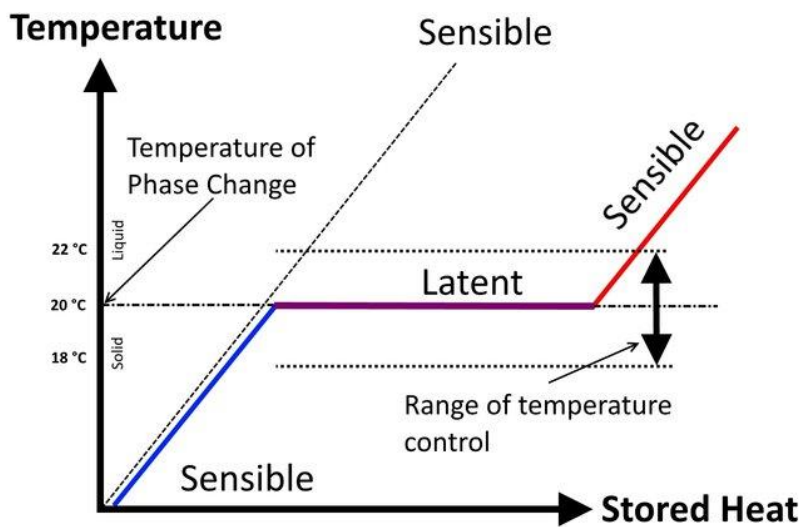 Temperature
Sensible
Temperature of
Phase Change
Sensible
Liquid
22 °C
Latent
20 °C
Solid
18 °C
Range of temperature
control
Sensible
Stored Heat